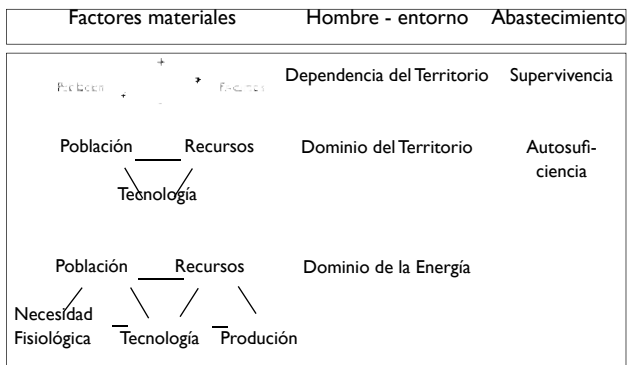 Factores materiales Hombre - entorno Abastecimiento
Dependencia del Territorio Supervivencia
Población Recursos Dominio del Territorio Autosufi-
ciencia
Tecnología
Población Recursos Dominio de la Energía
Necesidad
Fisiológica Tecnología Produción